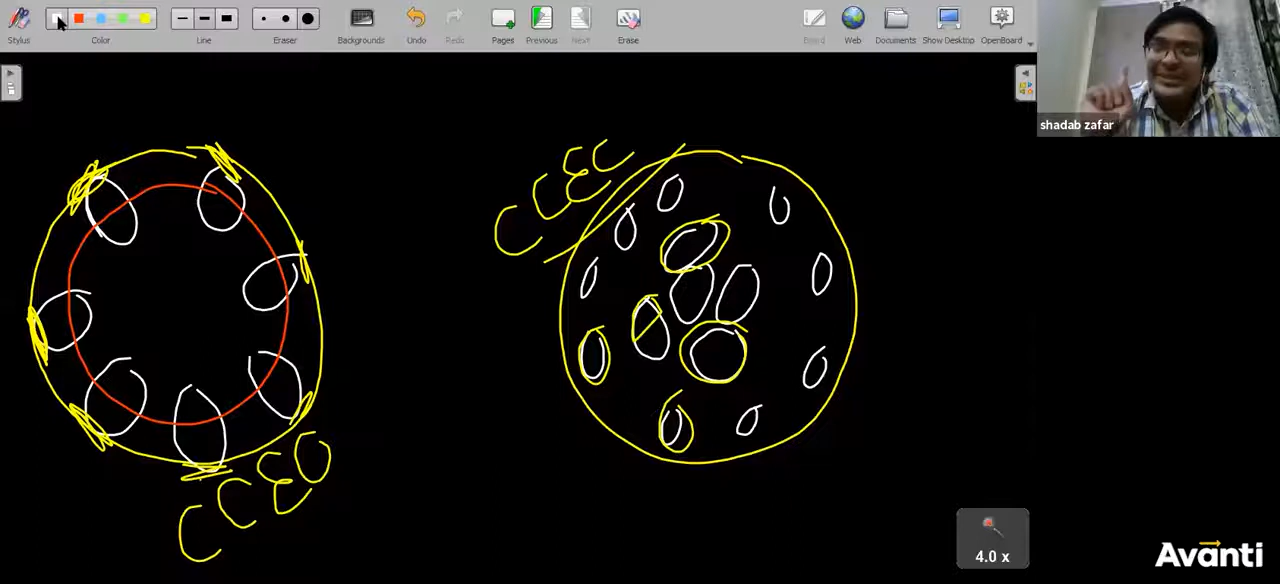 Stylus
Color
Line
Eraser
Backgrounds
Undo
Redo
Pages
Previous
Next
Erase
Board
Web
Documents
Show Desktop
OpenBoard
shadab zafar
CCEC
CCEO
4.0 x
Avanti